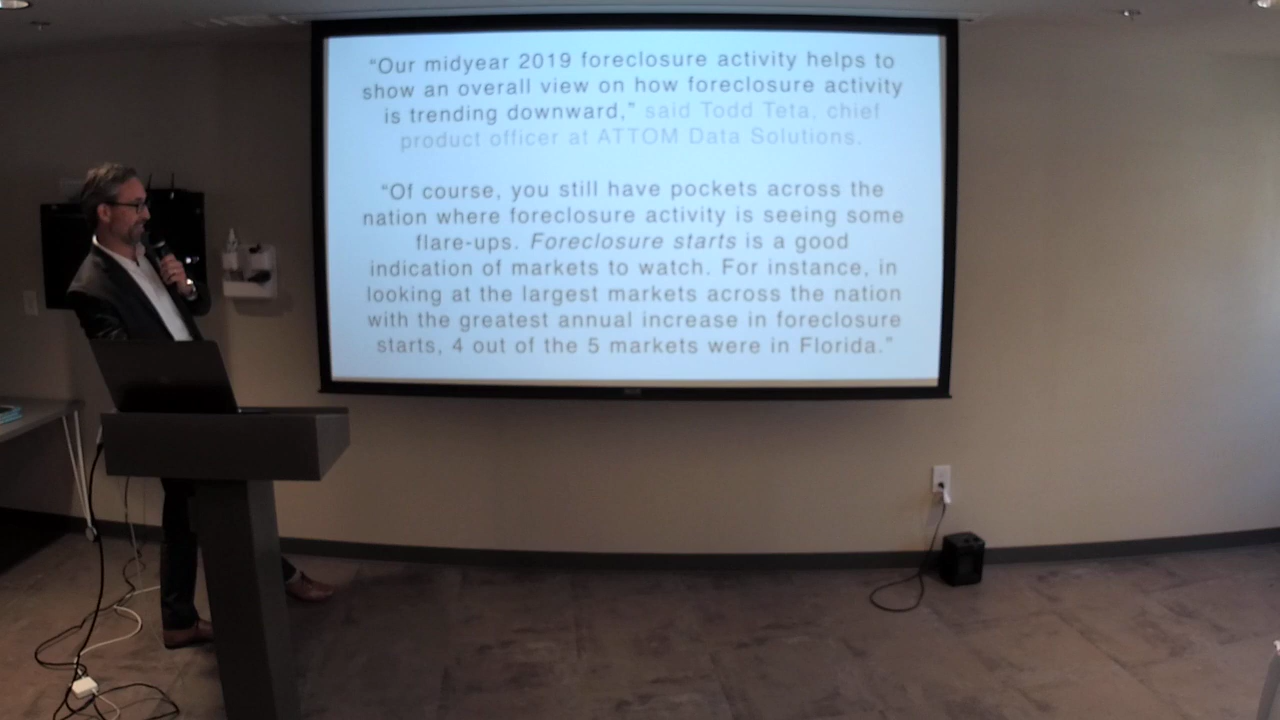 “Our midyear 2019 foreclosure activity helps to
show an overall view on how foreclosure activity
is trending downward,” said Todd Teta, chief
product officer at ATTOM Data Solutions.
“Of course, you still have pockets across the
nation where foreclosure activity is seeing some
flare-ups. Foreclosure starts is a good
indication of markets to watch. For instance, in
looking at the largest markets across the nation
with the greatest annual increase in foreclosure
starts, 4 out of the 5 markets were in Florida.”